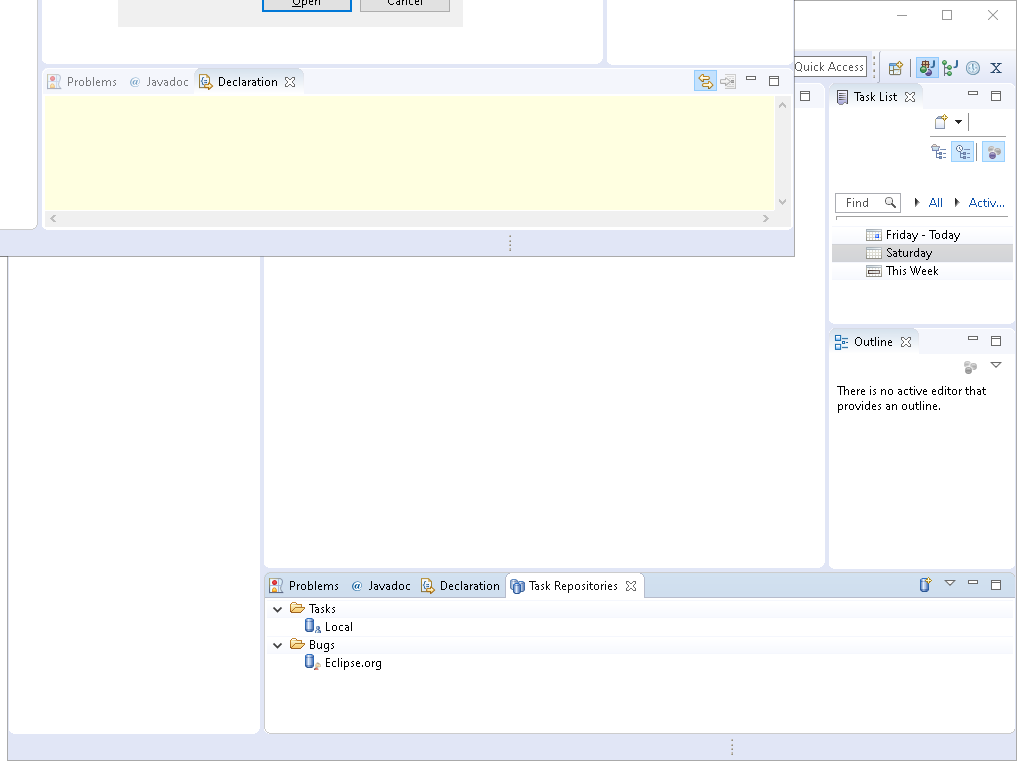 Open Cancel
Problems @ Javadoc Declaration
Quick Access
Task List
Find All Activ...
Friday - Today
Saturday
This Week
Outline
There is no active editor that
provides an outline.
Problems @ Javadoc Declaration Task Repositories
Tasks
Local
Bugs
Eclipse.org